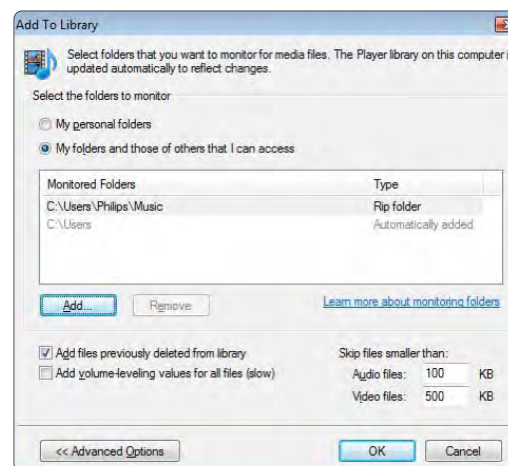 Add To Library
Select folders that you want to monitor for media files. The Player library on this computer i
updated automatically to reflect changes.
Select the folders to monitor
My personal folders
My folders and those of others that I can access
Monitored Folders Type
C:\Users\Philips\Music Rip folder
C:\Users Automatically added
Add... Remove Learn more about monitoring folders
Add files previously deleted from library Skip files smaller than:
Add volume-leveling values for all files (slow) Audio files: 100 KB
Video files: 500 KB
<< Advanced Options OK Cancel